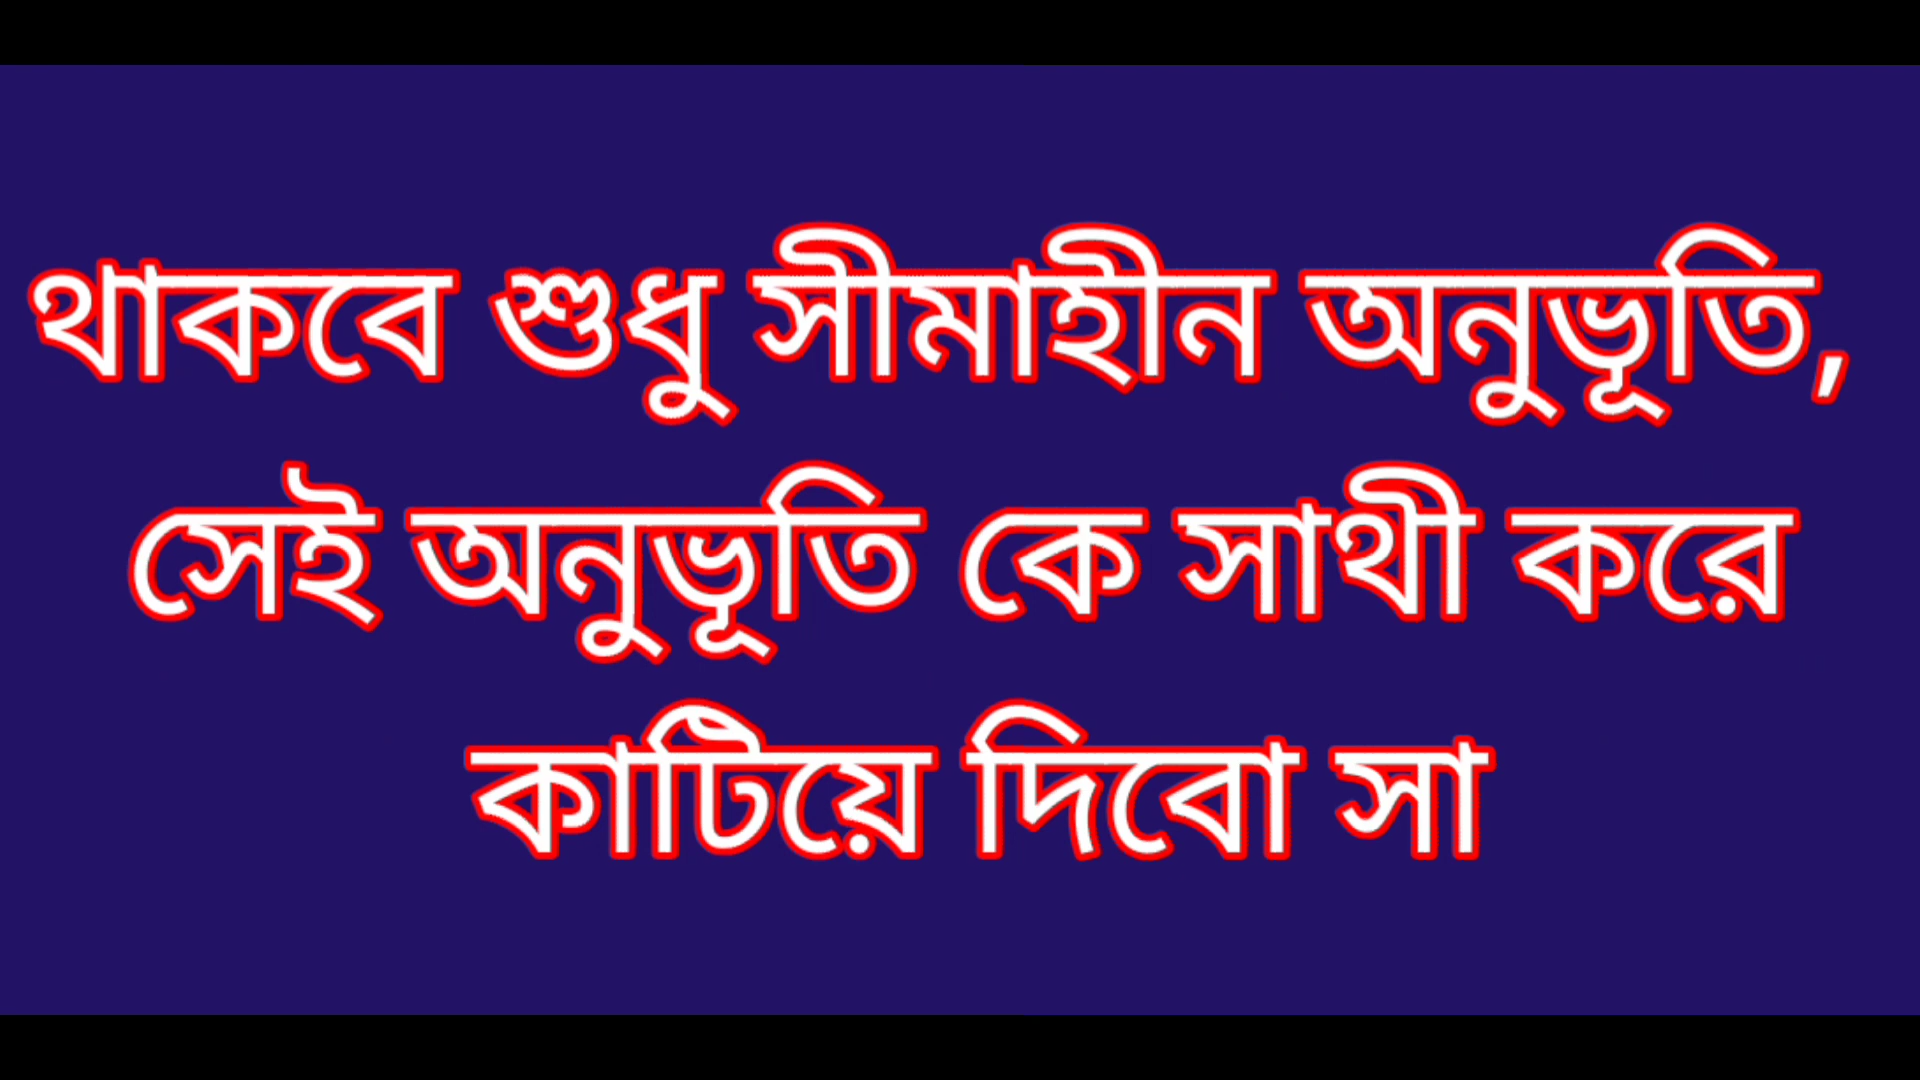 থাকবে শুধু সীমাহীন অনুভূতি,
সেই অনুভূতি কে সাথী করে
কাটিয়ে দিবো সা